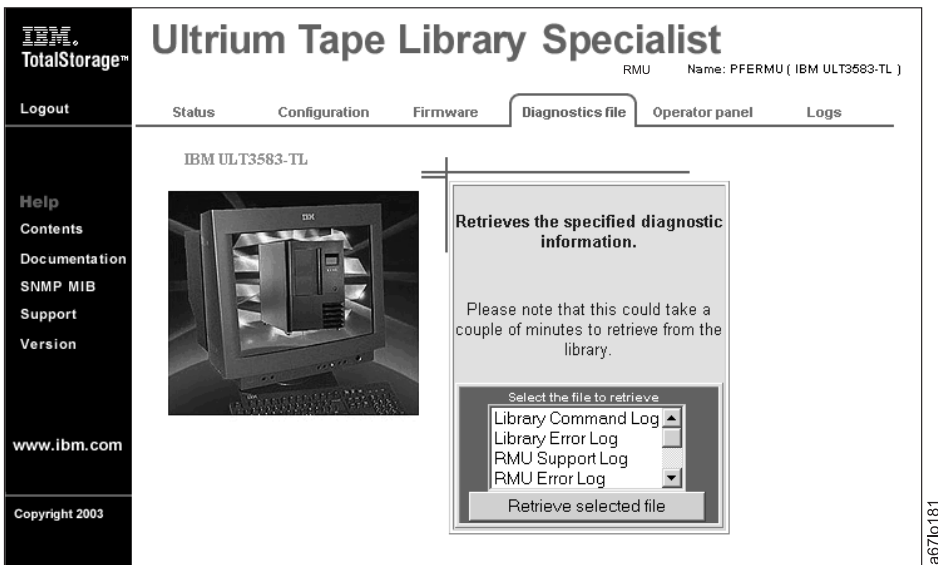 IBM.
TotalStorage™
Ultrium Tape Library Specialist
RMU Name: PFERMU ( IBM ULT3583-TL )
Logout
Status Configuration Firmware Diagnostics file Operator panel Logs
IBM ULT3583-TL
Help
Contents
Documentation
SNMP MIB
Support
Version
www.ibm.com
Copyright 2003
IBM
Retrieves the specified diagnostic
information.
Please note that this could take a
couple of minutes to retrieve from the
library.
Select the file to retrieve
Library Command Log
Library Error Log
RMU Support Log
RMU Error Log
Retrieve selected file
a67lo181